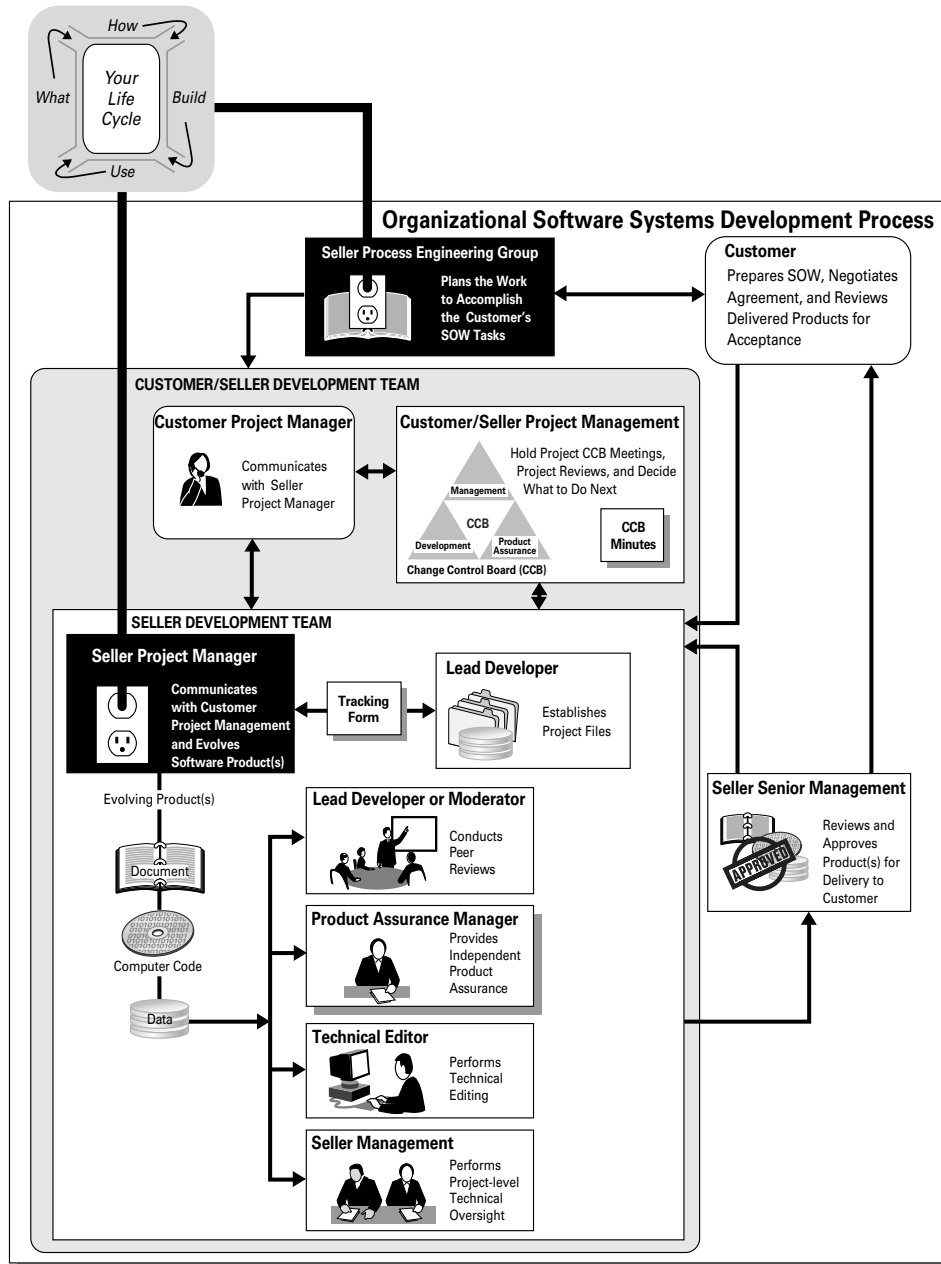 How
Your
Life
Cycle
What
Build
Use
Organizational Software Systems Development Process
Seller Process Engineering Group
Plans the Work
to Accomplish
the Customer's
SOW Tasks
Customer
Prepares SOW, Negotiates
Agreement, and Reviews
Delivered Products for
Acceptance
CUSTOMER/SELLER DEVELOPMENT TEAM
Customer Project Manager
Communicates
with Seller
Project Manager
Customer/Seller Project Management
Hold Project CCB Meetings,
Project Reviews, and Decide
What to Do Next
Management
CCB
Development
Product
Assurance
Change Control Board (CCB)
CCB
Minutes
SELLER DEVELOPMENT TEAM
Seller Project Manager
Communicates
with Customer
Project Management
and Evolves
Software Product(s)
Tracking
Form
Lead Developer
Establishes
Project Files
Evolving Product(s)
Document
Computer Code
Data
Lead Developer or Moderator
Conducts
Peer
Reviews
Product Assurance Manager
Provides
Independent
Product
Assurance
Technical Editor
Performs
Technical
Editing
Seller Management
Performs
Project-level
Technical
Oversight
Seller Senior Management
APPROVED
Reviews and
Approves
Product(s) for
Delivery to
Customer